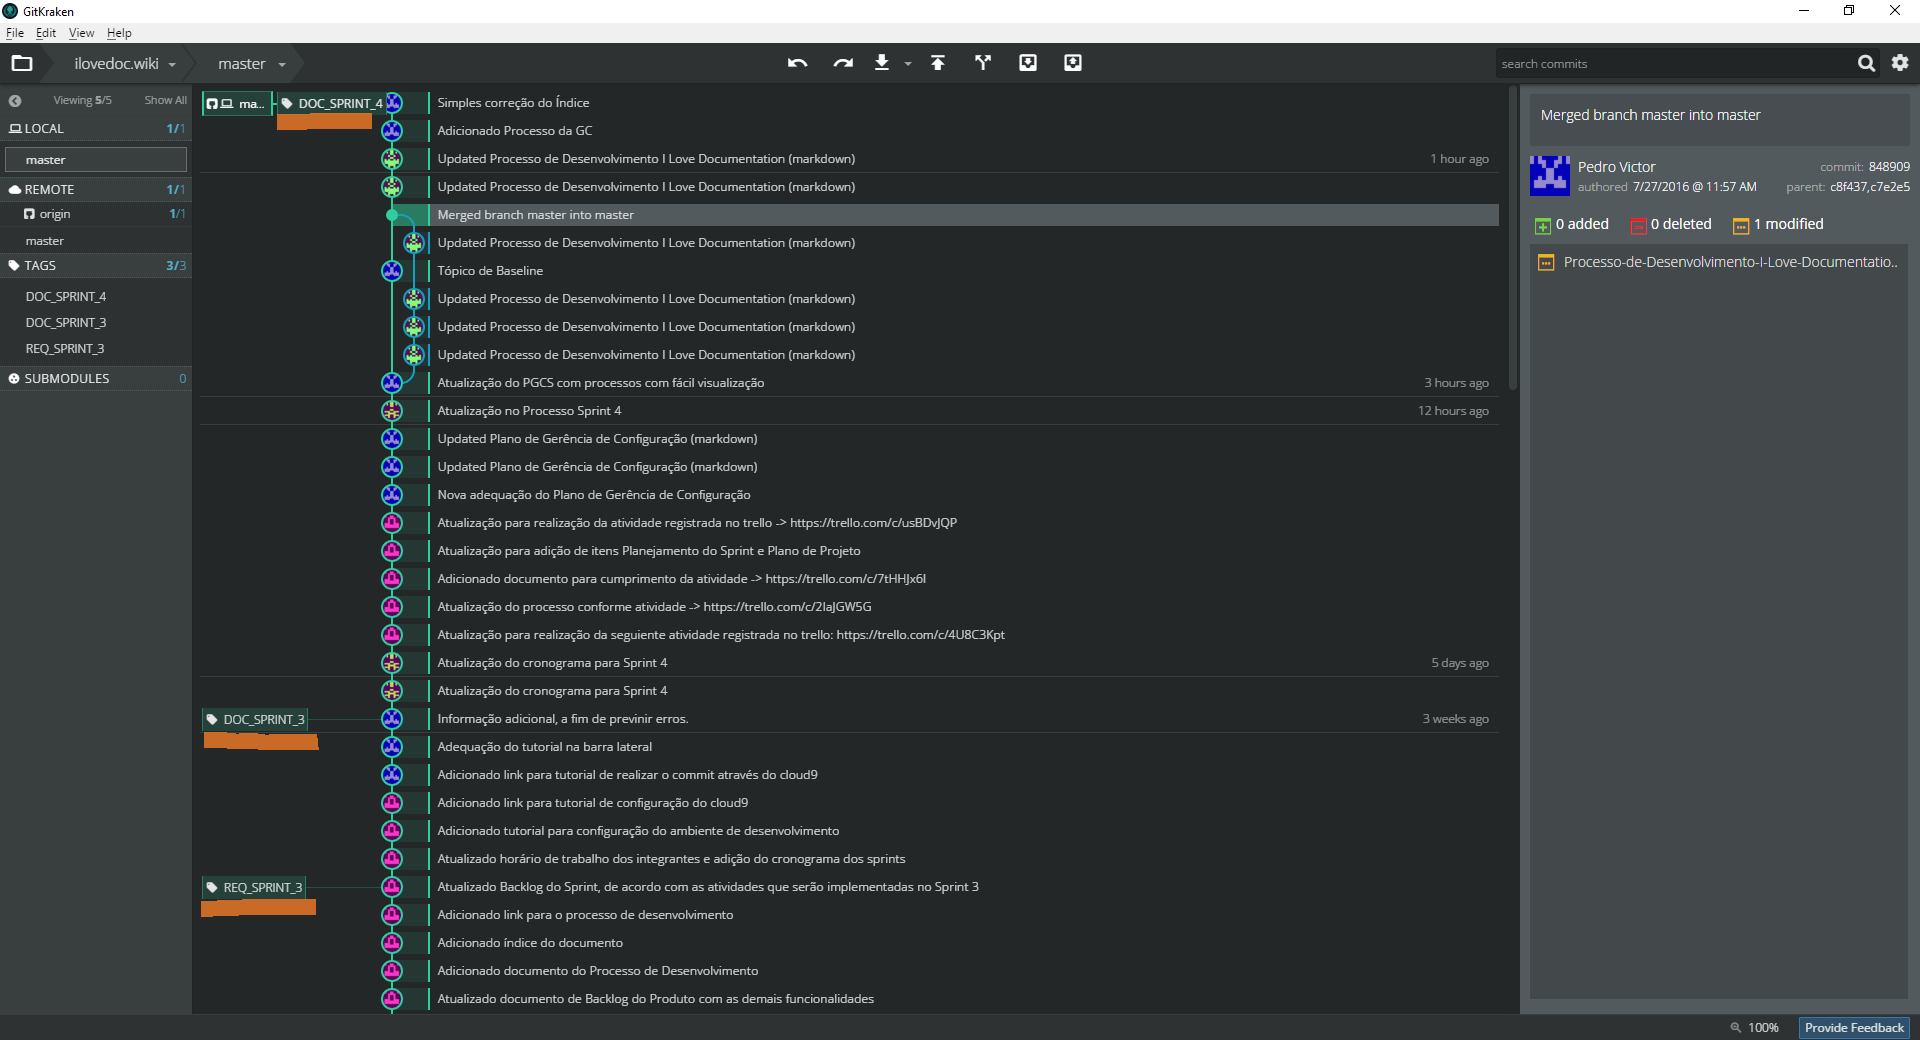 GitKraken
File Edit View Help
ilovedoc.wiki master search commits
Viewing 5/5 Show All
LOCAL 1/1
master
REMOTE 1/1
origin 1/1
master
TAGS 3/3
DOC_SPRINT_4
DOC_SPRINT_3
REQ_SPRINT_3
SUBMODULES 0
ma... DOC_SPRINT_4 Simples correção do Índice
Adicionado Processo da GC
Updated Processo de Desenvolvimento I Love Documentation (markdown) 1 hour ago
Updated Processo de Desenvolvimento I Love Documentation (markdown)
Merged branch master into master
Updated Processo de Desenvolvimento I Love Documentation (markdown)
Tópico de Baseline
Updated Processo de Desenvolvimento I Love Documentation (markdown)
Updated Processo de Desenvolvimento I Love Documentation (markdown)
Updated Processo de Desenvolvimento I Love Documentation (markdown)
Atualização do PGCS com processos com fácil visualização 3 hours ago
Atualização no Processo Sprint 4 12 hours ago
Updated Plano de Gerência de Configuração (markdown)
Updated Plano de Gerência de Configuração (markdown)
Nova adequação do Plano de Gerência de Configuração
Atualização para realização da atividade registrada no trello -> https://trello.com/c/usBDvJQP
Atualização para adição de itens Planejamento do Sprint e Plano de Projeto
Adicionado documento para cumprimento da atividade -> https://trello.com/c/7tHHJx6l
Atualização do processo conforme atividade -> https://trello.com/c/2laJGW5G
Atualização para realização da seguiente atividade registrada no trello: https://trello.com/c/4U8C3Kpt
Atualização do cronograma para Sprint 4 5 days ago
Atualização do cronograma para Sprint 4
DOC_SPRINT_3 Informação adicional, a fim de previnir erros. 3 weeks ago
Adequação do tutorial na barra lateral
Adicionado link para tutorial de realizar o commit através do cloud9
Adicionado link para tutorial de configuração do cloud9
Adicionado tutorial para configuração do ambiente de desenvolvimento
Atualizado horário de trabalho dos integrantes e adição do cronograma dos sprints
REQ_SPRINT_3 Atualizado Backlog do Sprint, de acordo com as atividades que serão implementadas no Sprint 3
Adicionado link para o processo de desenvolvimento
Adicionado índice do documento
Adicionado documento do Processo de Desenvolvimento
Atualizado documento de Backlog do Produto com as demais funcionalidades
Merged branch master into master
Pedro Victor commit: 848909
authored 7/27/2016 @ 11:57 AM parent: c8f437,c7e2e5
0 added 0 deleted 1 modified
Processo-de-Desenvolvimento-I-Love-Documentatio..
100% Provide Feedback